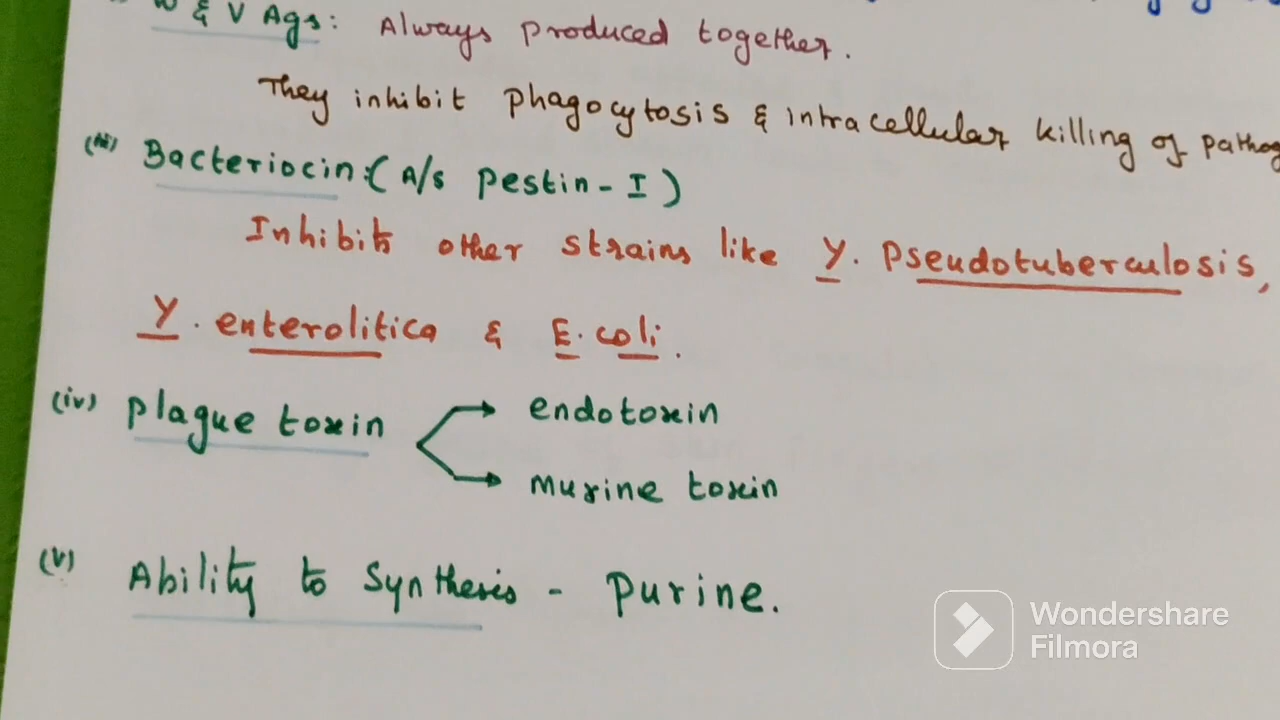 W & V Ags: Always produced together.
They inhibit phagocytosis & intracellular killing of pathog
(iii) Bacteriocin:( A/s Pestin - I )
Inhibits other strains like Y. Pseudotuberculosis,
Y. enterolitica & E. coli.
(iv) Plague toxin
endotoxin
murine toxin
(v) Ability to Synthesis - Purine.
Wondershare
Filmora